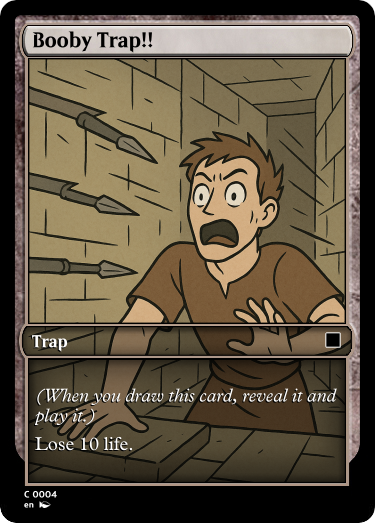 Booby Trap!!
Trap
(When you draw this card, reveal it and
play it.)
Lose 10 life.
C 0004
en